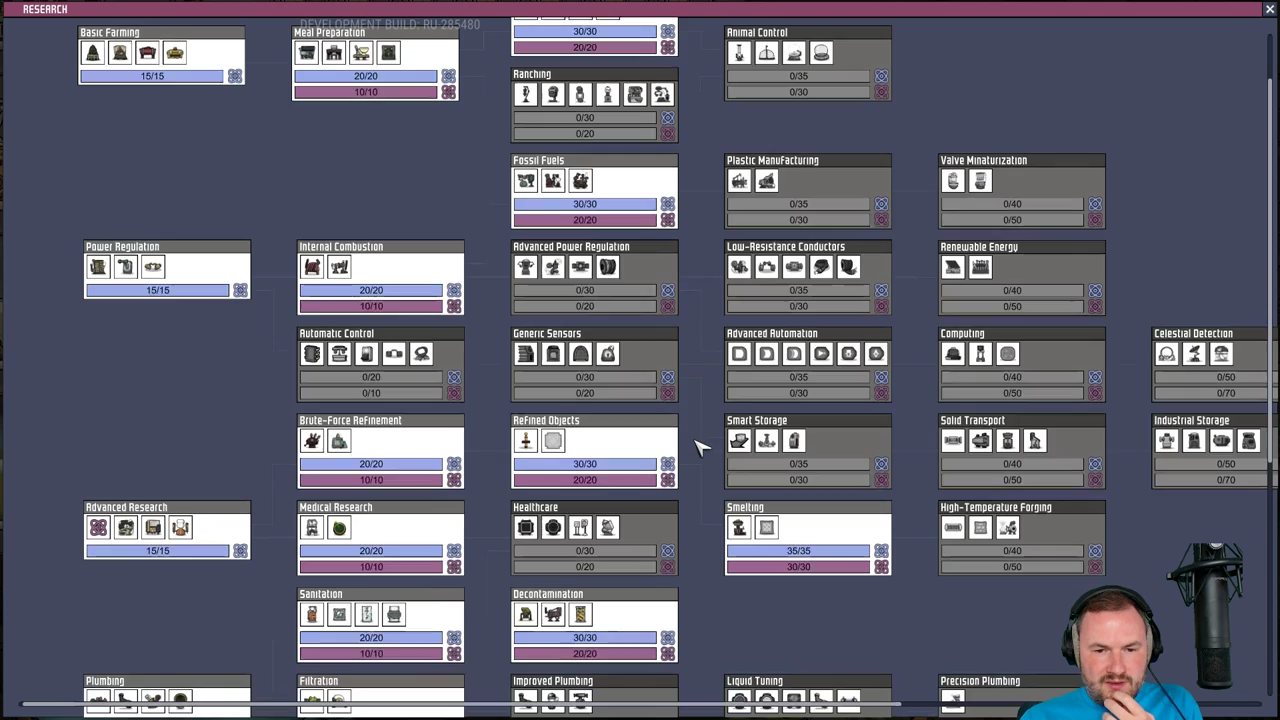 RESEARCH
DEVELOPMENT BUILD: RU 285480
Basic Farming
15/15
Meal Preparation
20/20
10/10
30/30
20/20
Animal Control
0/35
0/30
Ranching
0/30
0/20
Fossil Fuels
30/30
20/20
Plastic Manufacturing
0/35
0/30
Valve Minaturization
0/40
0/50
Power Regulation
15/15
Internal Combustion
20/20
10/10
Advanced Power Regulation
0/30
0/20
Low-Resistance Conductors
0/35
0/30
Renewable Energy
0/40
0/50
Automatic Control
0/20
0/10
Generic Sensors
0/30
0/20
Advanced Automation
0/35
0/30
Computing
0/40
0/50
Celestial Detection
0/50
0/70
Brute-Force Refinement
20/20
10/10
Refined Objects
30/30
20/20
Smart Storage
0/35
0/30
Solid Transport
0/40
0/50
Industrial Storage
0/50
0/70
Advanced Research
15/15
Medical Research
20/20
10/10
Healthcare
0/30
0/20
Smelting
35/35
30/30
High-Temperature Forging
0/40
0/50
Sanitation
20/20
10/10
Decontamination
30/30
20/20
Plumbing
Filtration
Improved Plumbing
Liquid Tuning
Precision Plumbing